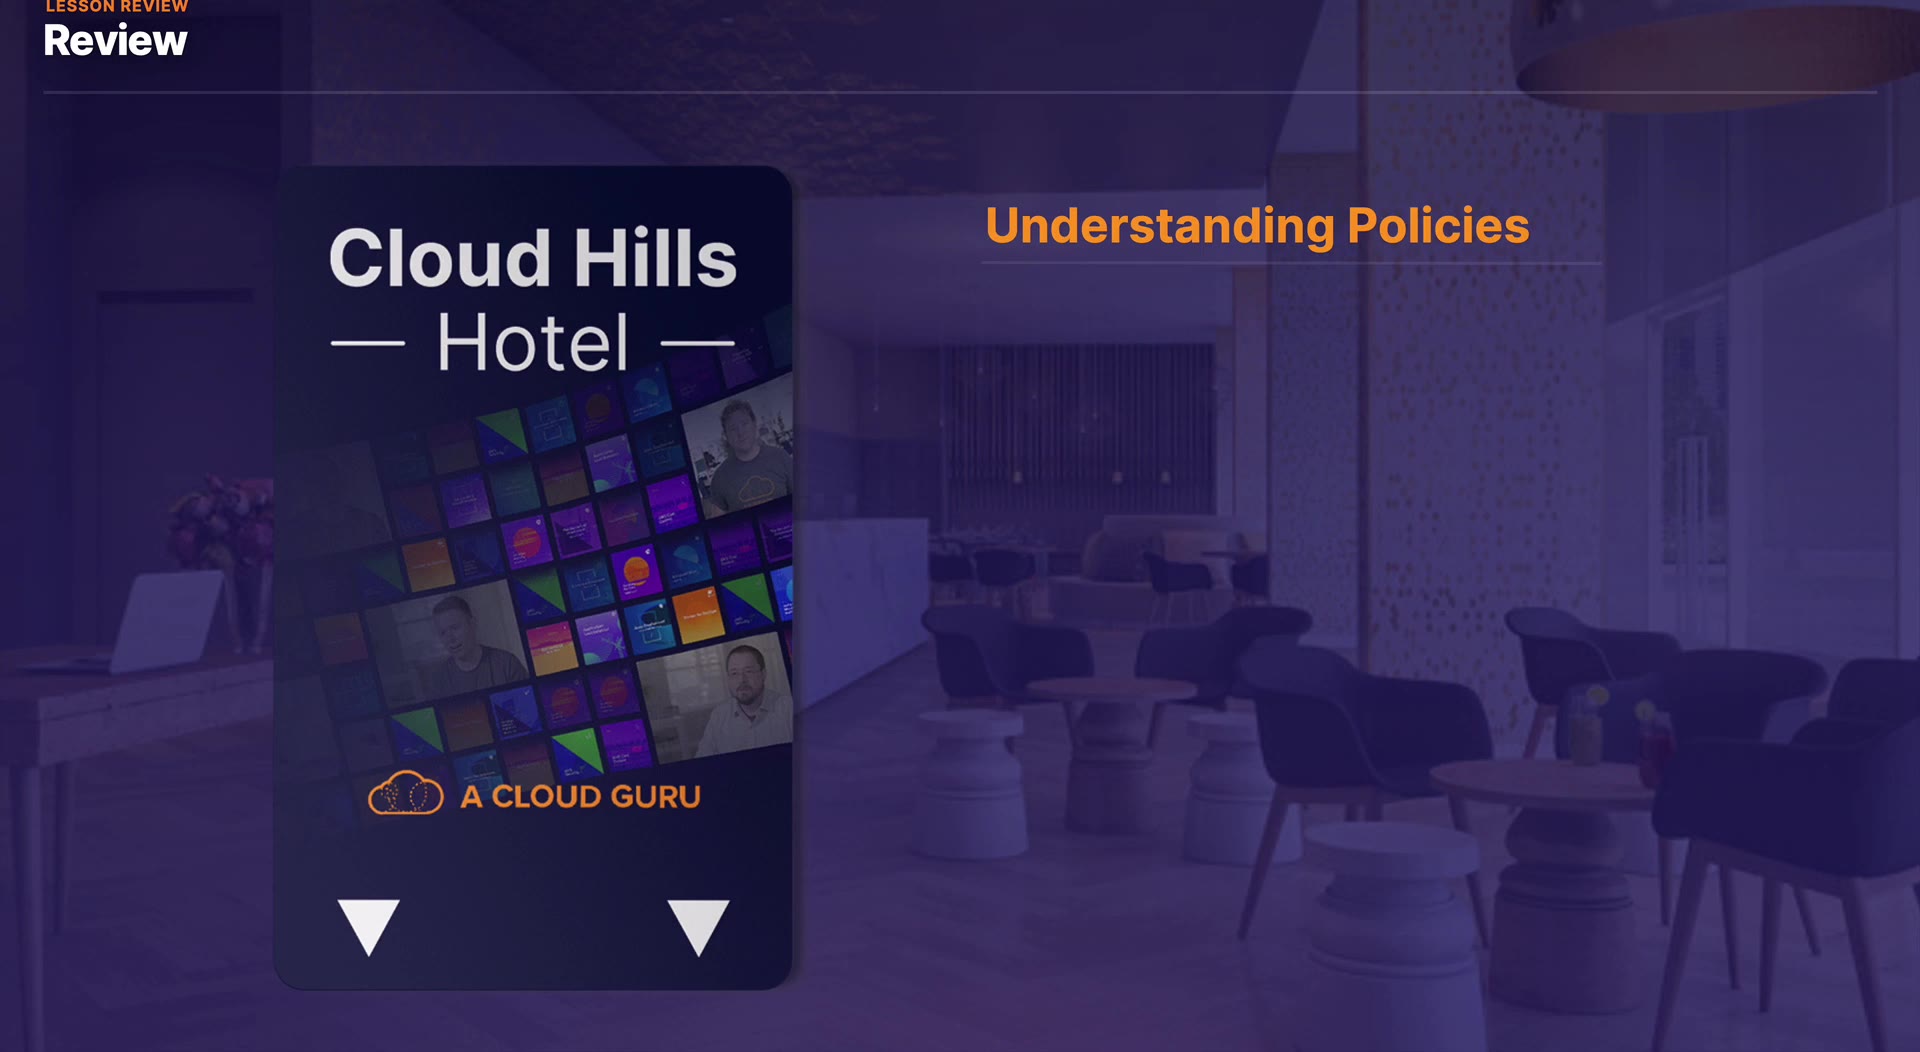 LESSON REVIEW
Review
Cloud Hills
Hotel
A CLOUD GURU
Understanding Policies